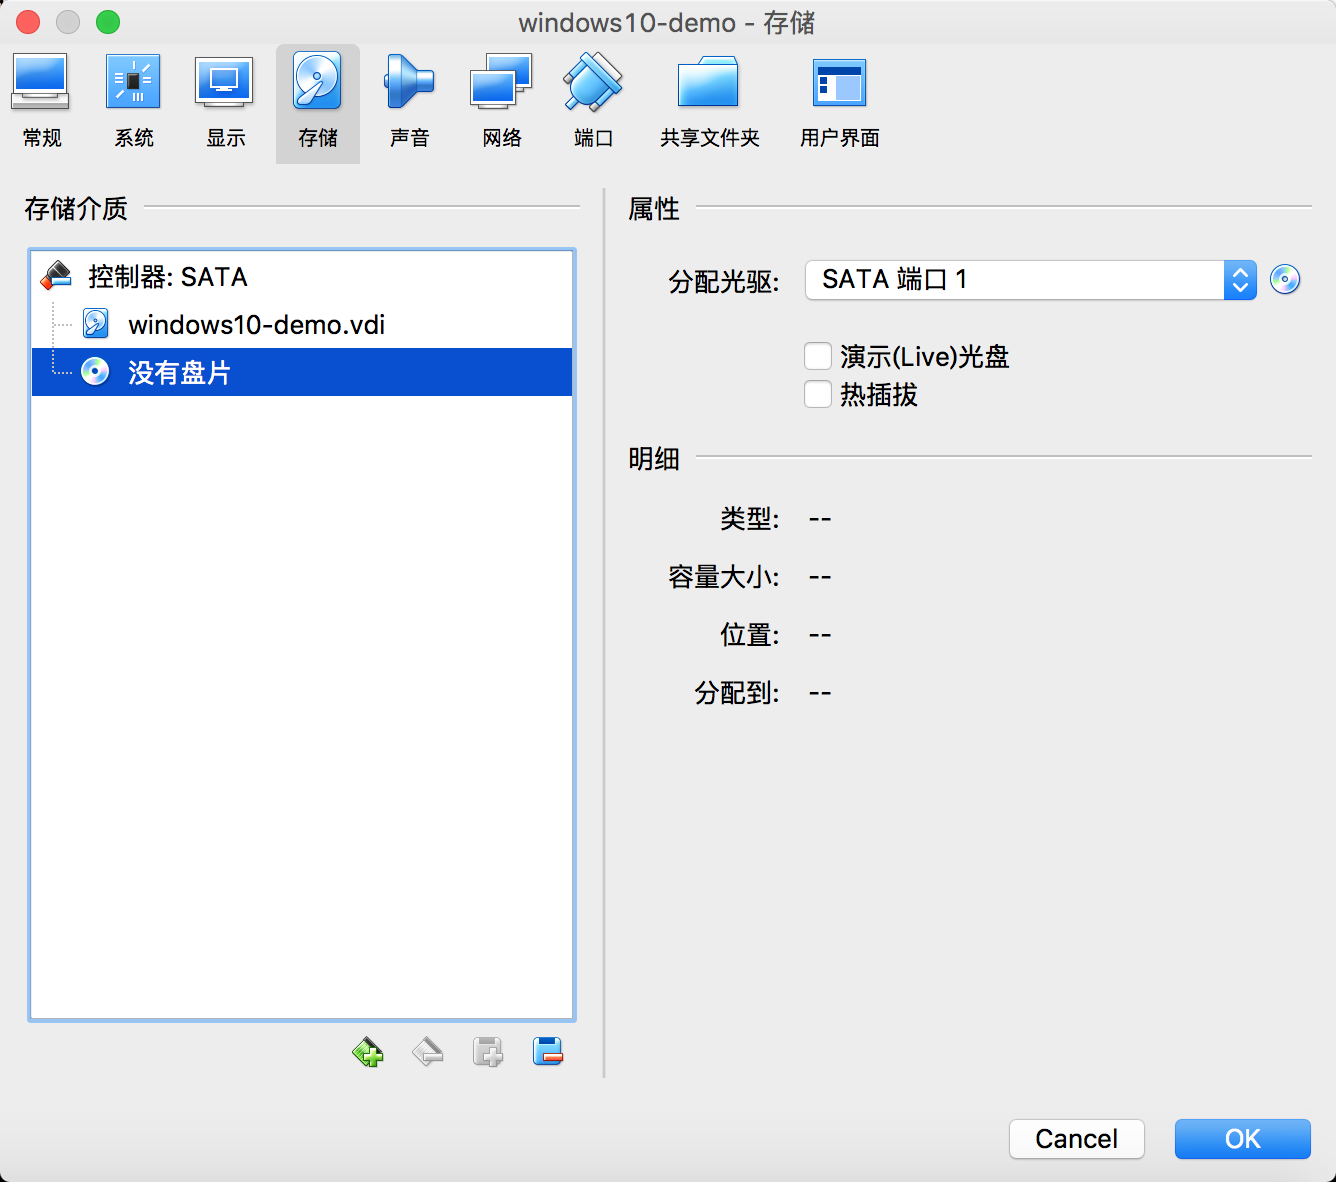 windows10-demo - 存储
常规 系统 显示 存储 声音 网络 端口 共享文件夹 用户界面
存储介质
控制器: SATA
windows10-demo.vdi
没有盘片
属性
分配光驱: SATA 端口 1
演示(Live)光盘
热插拔
明细
类型: --
容量大小: --
位置: --
分配到: --
Cancel OK